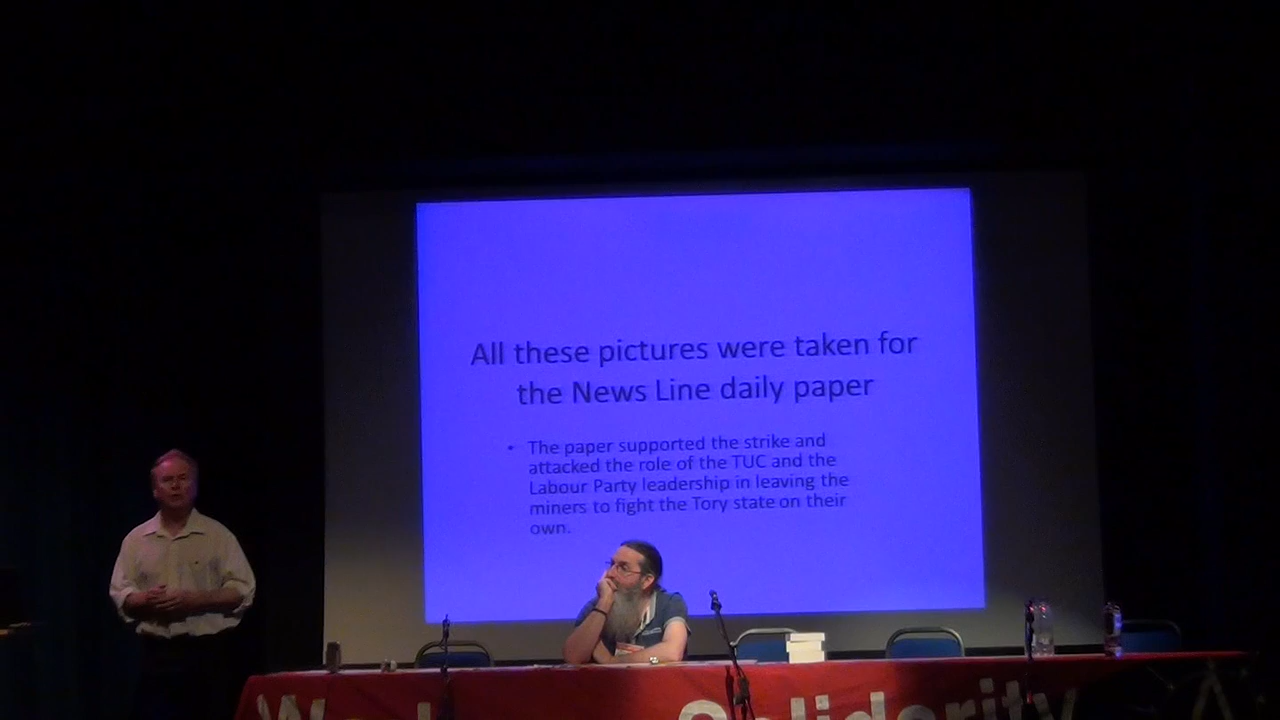 All these pictures were taken for
the News Line daily paper
• The paper supported the strike and
attacked the role of the TUC and the
Labour Party leadership in leaving the
miners to fight the Tory state on their
own.
Solidarity